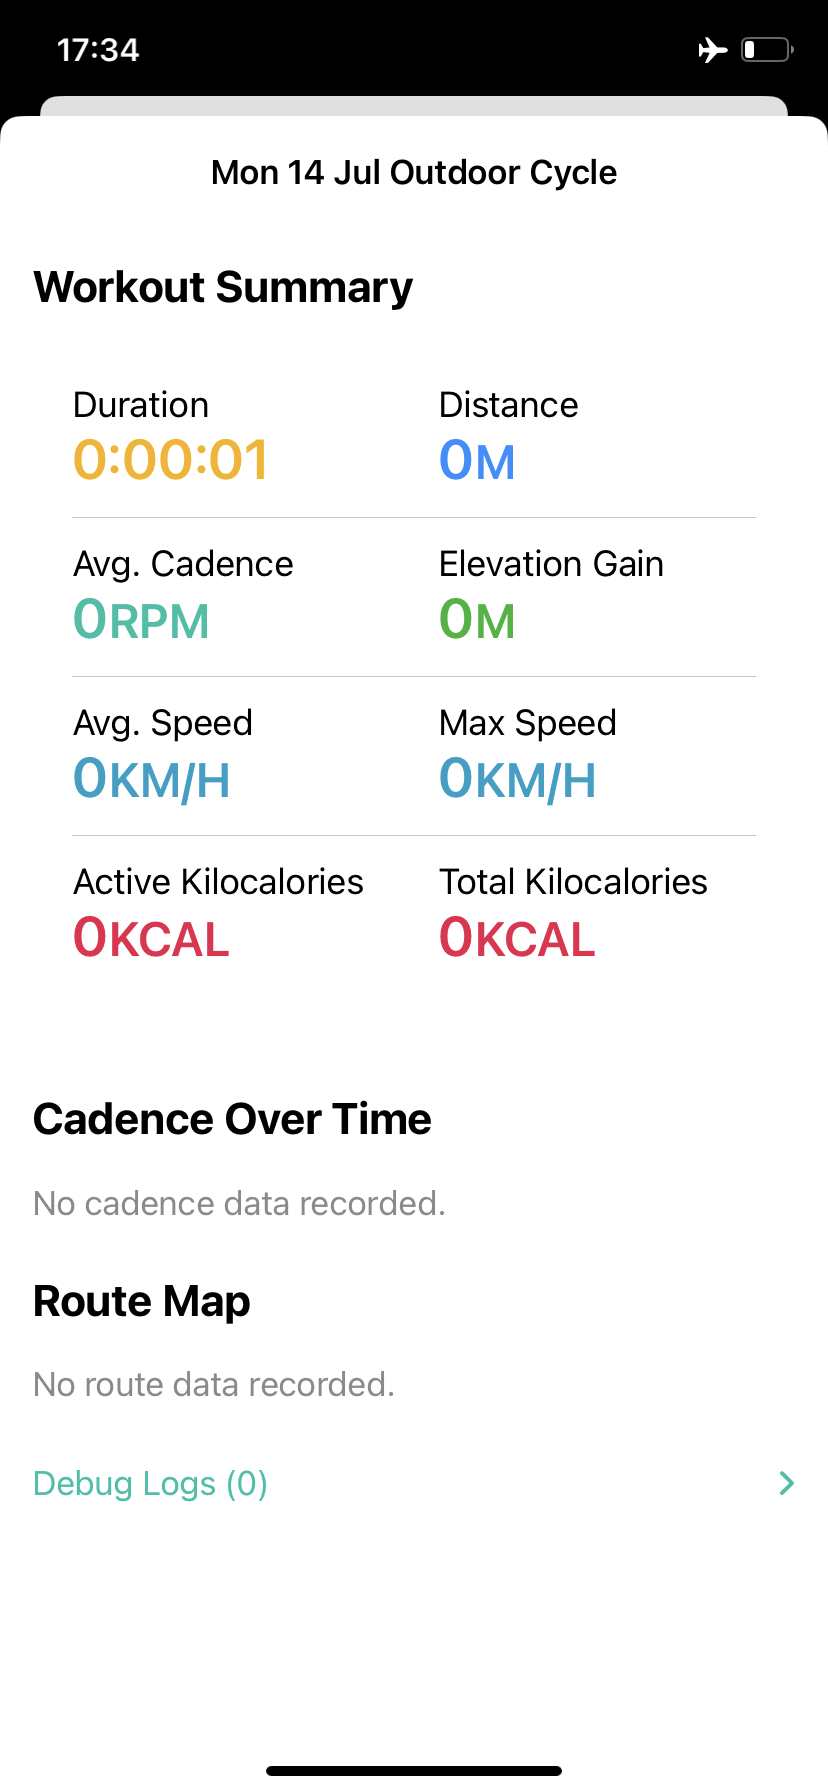 17:34
Mon 14 Jul Outdoor Cycle
Workout Summary
Duration Distance
0:00:01 0M
Avg. Cadence Elevation Gain
0RPM 0M
Avg. Speed Max Speed
0KM/H 0KM/H
Active Kilocalories Total Kilocalories
0KCAL 0KCAL
Cadence Over Time
No cadence data recorded.
Route Map
No route data recorded.
Debug Logs (0)